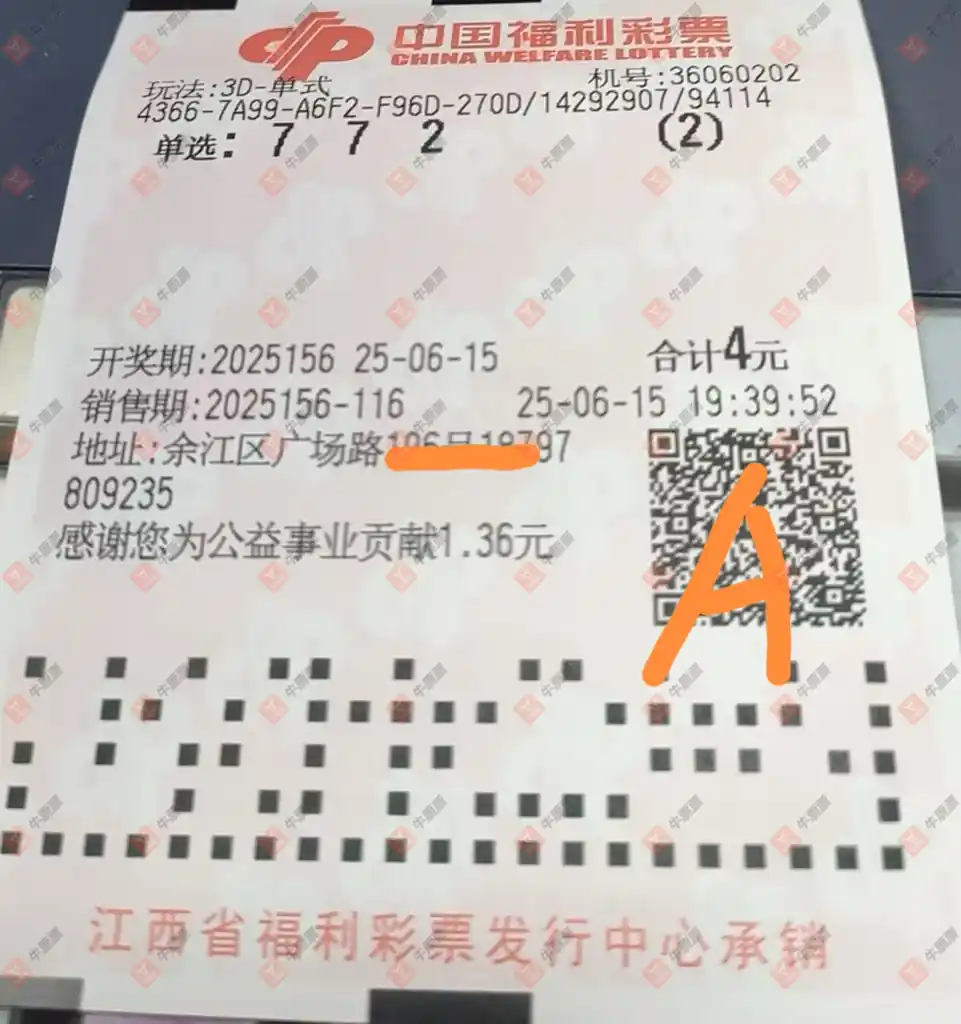 中国福利彩票
CHINA WELFARE LOTTERY
玩法:3D-单式 机号:36060202
4366-7A99-A6F2-F96D-270D/14292907/94114
单选: 7 7 2 (2)
开奖期:2025156 25-06-15 合计4元
销售期:2025156-116 25-06-15 19:39:52
地址:余江区广场路
809235
感谢您为公益事业贡献1.36元
A
江西省福利彩票发行中心承销